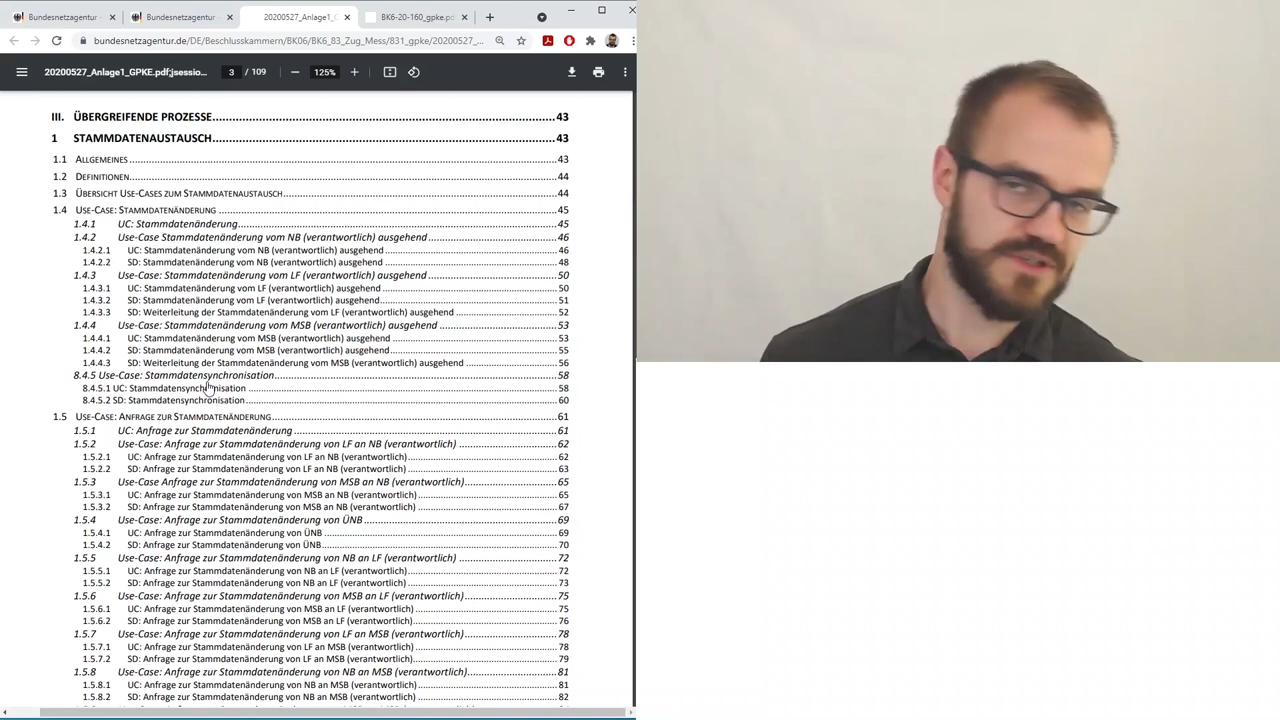 Bundesnetzagentur -
Bundesnetzagentur -
20200527_Anlage1_G
BK6-20-160_gpke.pd
bundesnetzagentur.de/DE/Beschlusskammern/BK06/BK6_83_Zug_Mess/831_gpke/20200527_...
20200527_Anlage1_GPKE.pdf;jsessio...
3 / 109
125%
III. ÜBERGREIFENDE PROZESSE 43
1 STAMMDATENAUSTAUSCH 43
1.1 ALLGEMEINES 43
1.2 DEFINITIONEN 44
1.3 ÜBERSICHT USE-CASES ZUM STAMMDATENAUSTAUSCH 44
1.4 USE-CASE: STAMMDATENÄNDERUNG 45
1.4.1 UC: Stammdatenänderung 45
1.4.2 Use-Case Stammdatenänderung vom NB (verantwortlich) ausgehend 46
1.4.2.1 UC: Stammdatenänderung vom NB (verantwortlich) ausgehend 46
1.4.2.2 SD: Stammdatenänderung vom NB (verantwortlich) ausgehend 48
1.4.3 Use-Case: Stammdatenänderung vom LF (verantwortlich) ausgehend 50
1.4.3.1 UC: Stammdatenänderung vom LF (verantwortlich) ausgehend 50
1.4.3.2 SD: Stammdatenänderung vom LF (verantwortlich) ausgehend 51
1.4.3.3 SD: Weiterleitung der Stammdatenänderung vom LF (verantwortlich) ausgehend 52
1.4.4 Use-Case: Stammdatenänderung vom MSB (verantwortlich) ausgehend 53
1.4.4.1 UC: Stammdatenänderung vom MSB (verantwortlich) ausgehend 53
1.4.4.2 SD: Stammdatenänderung vom MSB (verantwortlich) ausgehend 55
1.4.4.3 SD: Weiterleitung der Stammdatenänderung vom MSB (verantwortlich) ausgehend 56
8.4.5 Use-Case: Stammdatensynchronisation 58
8.4.5.1 UC: Stammdatensynchronisation 58
8.4.5.2 SD: Stammdatensynchronisation 60
1.5 USE-CASE: ANFRAGE ZUR STAMMDATENÄNDERUNG 61
1.5.1 UC: Anfrage zur Stammdatenänderung 61
1.5.2 Use-Case: Anfrage zur Stammdatenänderung von LF an NB (verantwortlich) 62
1.5.2.1 UC: Anfrage zur Stammdatenänderung von LF an NB (verantwortlich) 62
1.5.2.2 SD: Anfrage zur Stammdatenänderung von LF an NB (verantwortlich) 63
1.5.3 Use-Case Anfrage zur Stammdatenänderung von MSB an NB (verantwortlich) 65
1.5.3.1 UC: Anfrage zur Stammdatenänderung von MSB an NB (verantwortlich) 65
1.5.3.2 SD: Anfrage zur Stammdatenänderung von MSB an NB (verantwortlich) 67
1.5.4 Use-Case: Anfrage zur Stammdatenänderung von ÜNB 69
1.5.4.1 UC: Anfrage zur Stammdatenänderung von ÜNB 69
1.5.4.2 SD: Anfrage zur Stammdatenänderung von ÜNB 70
1.5.5 Use-Case: Anfrage zur Stammdatenänderung von NB an LF (verantwortlich) 72
1.5.5.1 UC: Anfrage zur Stammdatenänderung von NB an LF (verantwortlich) 72
1.5.5.2 SD: Anfrage zur Stammdatenänderung von NB an LF (verantwortlich) 73
1.5.6 Use-Case: Anfrage zur Stammdatenänderung von MSB an LF (verantwortlich) 75
1.5.6.1 UC: Anfrage zur Stammdatenänderung von MSB an LF (verantwortlich) 75
1.5.6.2 SD: Anfrage zur Stammdatenänderung von MSB an LF (verantwortlich) 76
1.5.7 Use-Case: Anfrage zur Stammdatenänderung von LF an MSB (verantwortlich) 78
1.5.7.1 UC: Anfrage zur Stammdatenänderung von LF an MSB (verantwortlich) 78
1.5.7.2 SD: Anfrage zur Stammdatenänderung von LF an MSB (verantwortlich) 79
1.5.8 Use-Case: Anfrage zur Stammdatenänderung von NB an MSB (verantwortlich) 81
1.5.8.1 UC: Anfrage zur Stammdatenänderung von NB an MSB (verantwortlich) 81
1.5.8.2 SD: Anfrage zur Stammdatenänderung von NB an MSB (verantwortlich) 82